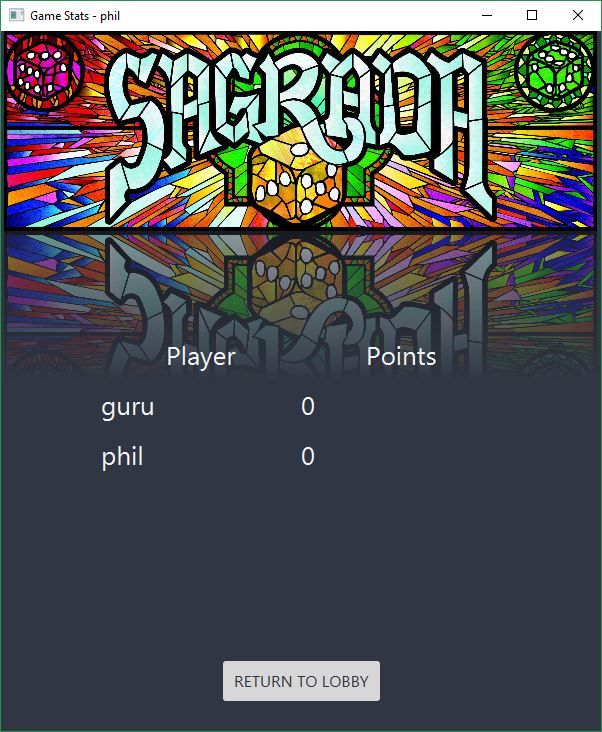 Game Stats - phil
SAGRADA
Player Points
guru 0
phil 0
RETURN TO LOBBY